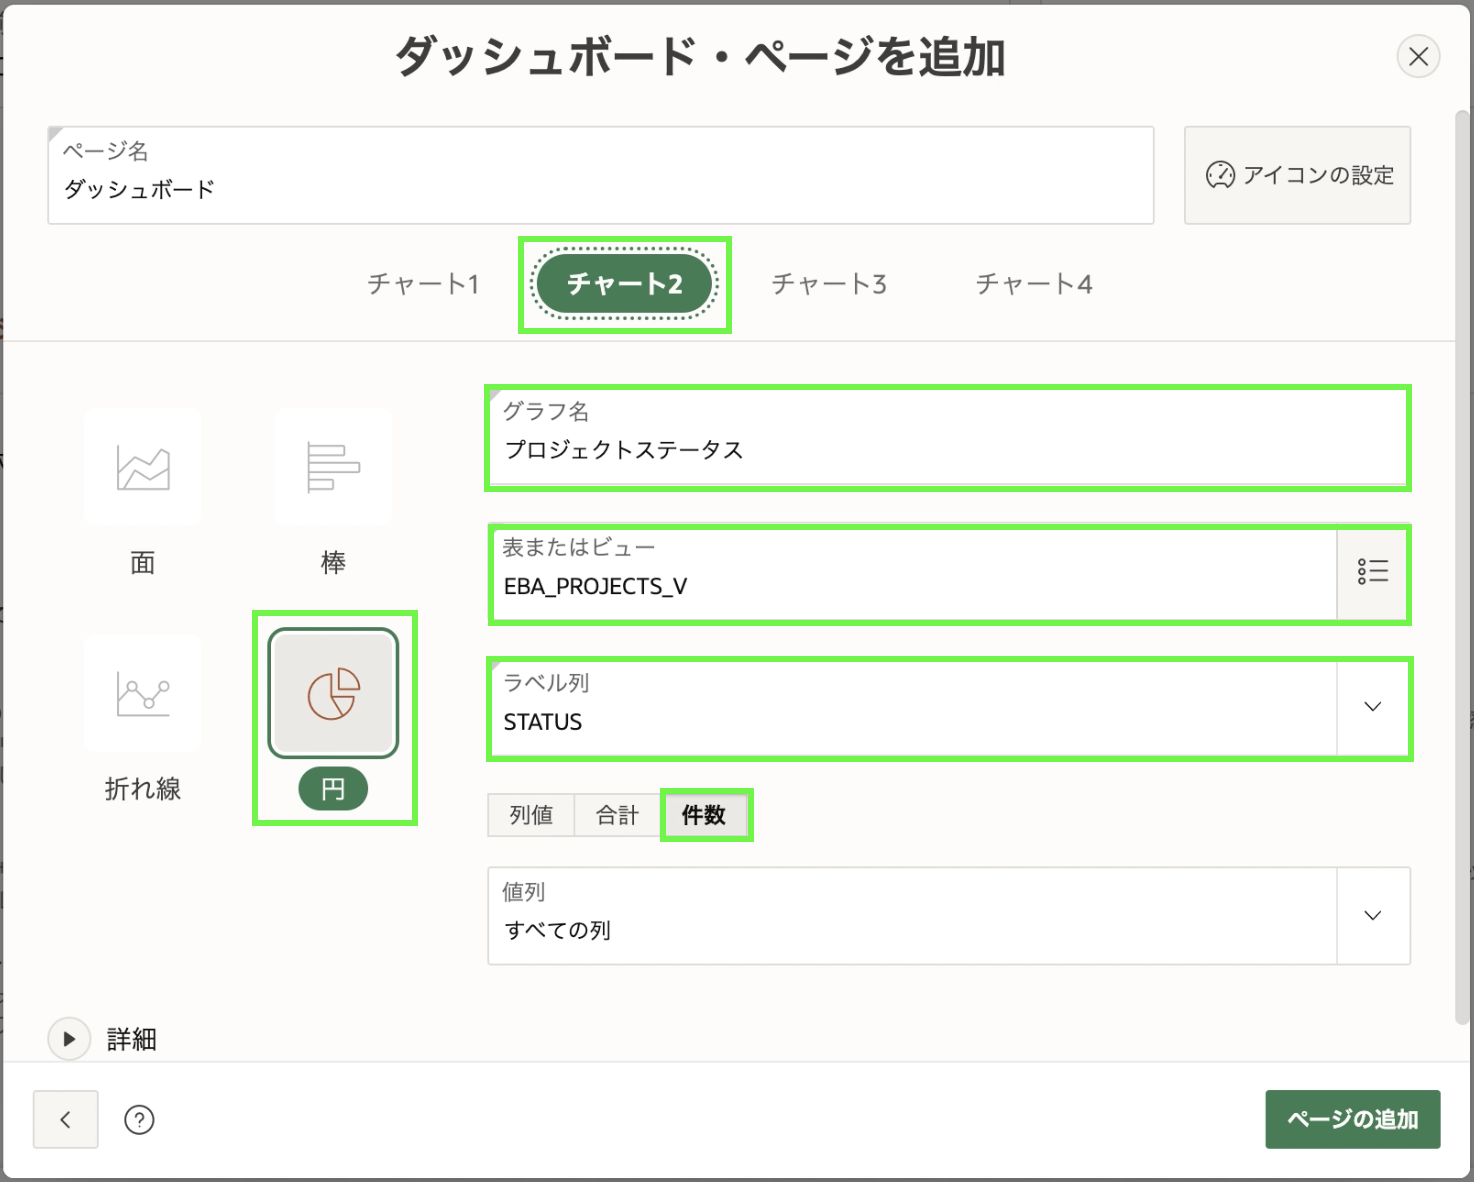 ダッシュボード・ページを追加
ページ名
ダッシュボード
アイコンの設定
チャート1
チャート2
チャート3
チャート4
面
棒
折れ線
円
グラフ名
プロジェクトステータス
表またはビュー
EBA_PROJECTS_V
ラベル列
STATUS
列値
合計
件数
値列
すべての列
詳細
ページの追加